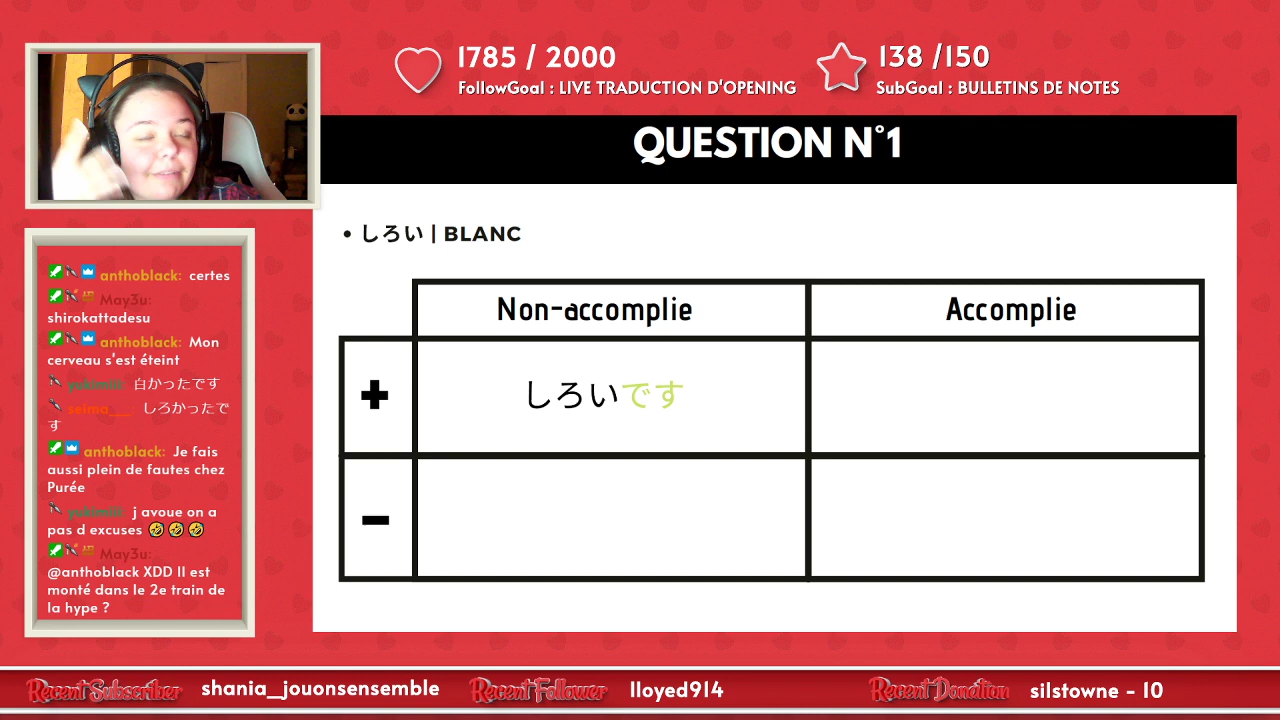 1785 / 2000
FollowGoal : LIVE TRADUCTION D'OPENING
138 /150
SubGoal : BULLETINS DE NOTES
QUESTION N°1
• しろい | BLANC
Non-accomplie
Accomplie
+
しろいです
-
anthoblack: certes
May3u:
shirokattadesu
anthoblack: Mon
cerveau s'est éteint
yukimiii: 白かったです
seima___: しろかったで
す
anthoblack: Je fais
aussi plein de fautes chez
Purée
yukimiii: j avoue on a
pas d excuses 🤣🤣🤣
May3u:
@anthoblack XDD Il est
monté dans le 2e train de
la hype ?
Recent Subscriber shania_jouonsensemble Recent Follower lloyed914 Recent Donation silstowne - 10